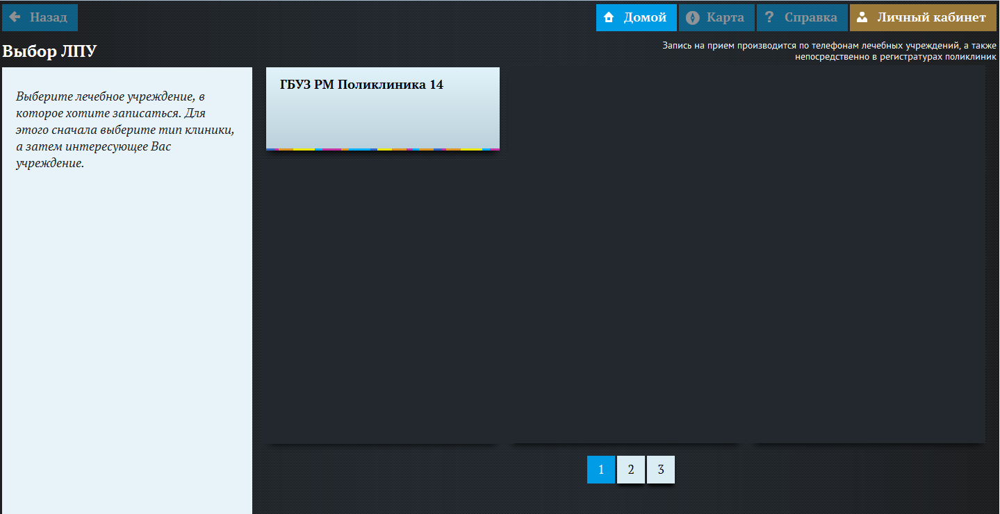 Назад
Домой
Карта
Справка
Личный кабинет
Выбор ЛПУ
Запись на прием производится по телефонам лечебных учреждений, а также
непосредственно в регистратурах поликлиник
Выберите лечебное учреждение, в
которое хотите записаться. Для
этого сначала выберите тип клиники,
а затем интересующее Вас
учреждение.
ГБУЗ РМ Поликлиника 14
1
2
3